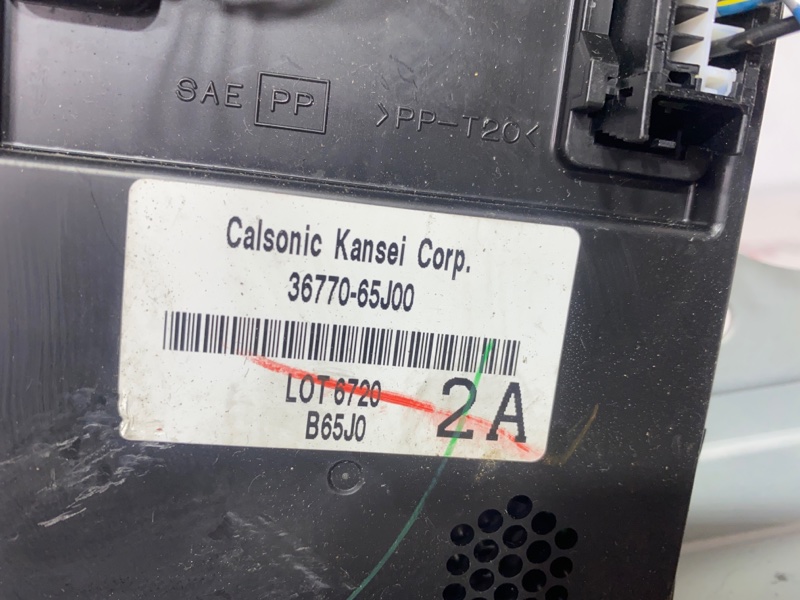 SAE PP >PP-T20<
Calsonic Kansei Corp.
36770-65J00
LOT 6720
B65J0
2A